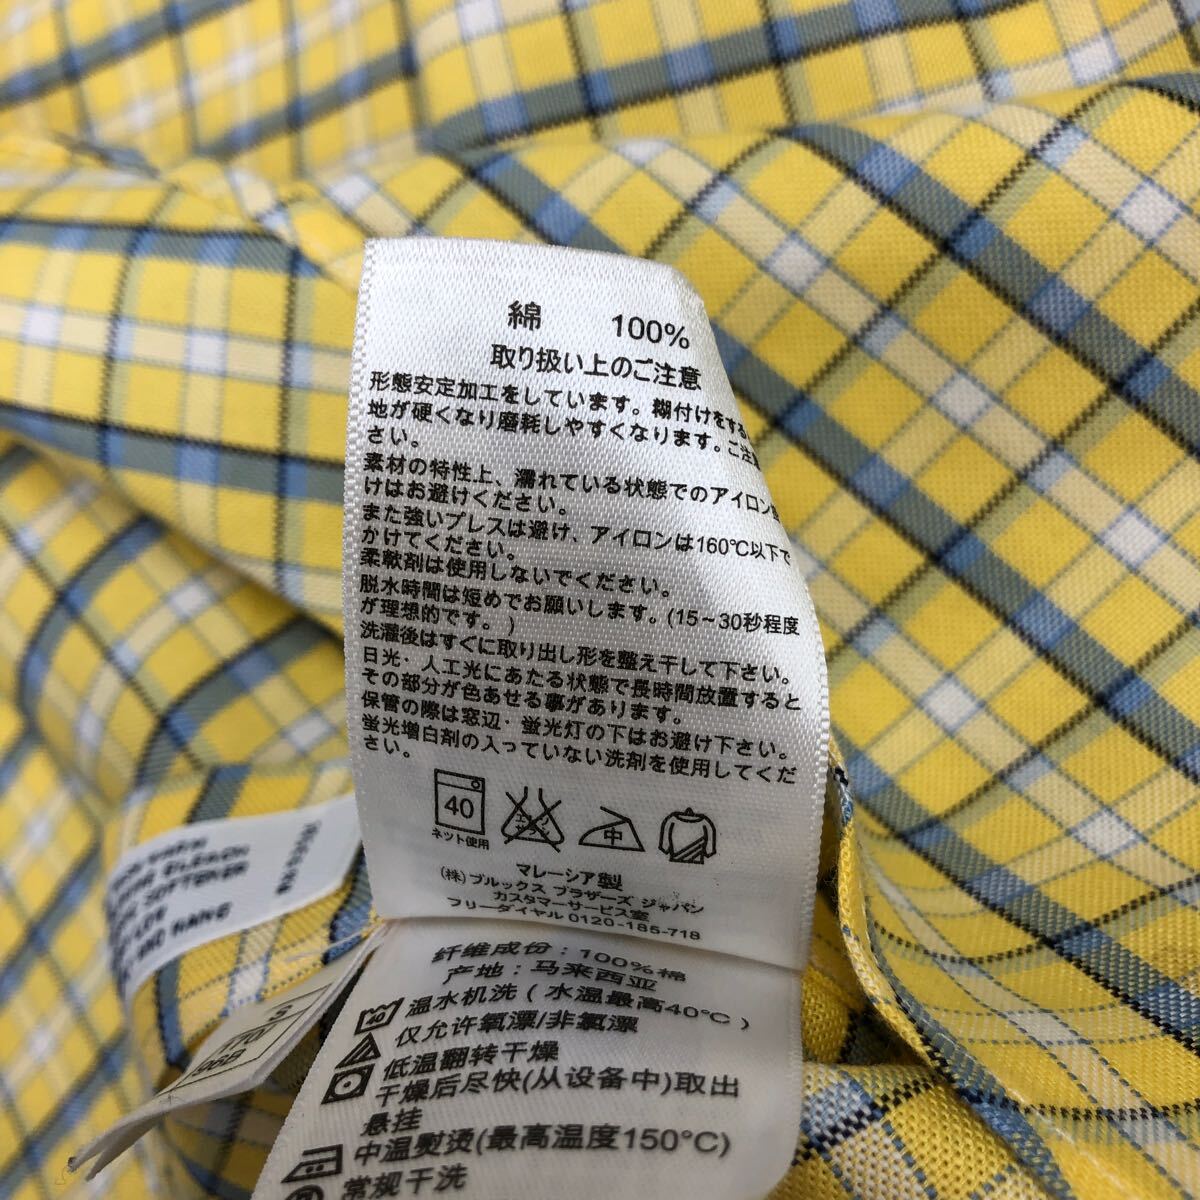 綿 100%
取り扱い上のご注意
形態安定加工をしています。糊付けをする
地が硬くなり磨耗しやすくなります。ご注
さい。
素材の特性上、濡れている状態でのアイロン
けはお避けください。
また強いプレスは避け、アイロンは160℃以下で
かけてください。
柔軟剤は使用しないでください。
脱水時間は短めでお願いします。(15～30秒程度
が理想的です。)
洗濯後はすぐに取り出し形を整え干して下さい。
日光・人工光にあたる状態で長時間放置すると
その部分が色あせる事があります。
保管の際は窓辺・蛍光灯の下はお避け下さい。
蛍光増白剤の入っていない洗剤を使用してくだ
さい。
40 中
ネット使用
マレーシア製
(株)ブルックス ブラザーズ ジャパン
カスタマーサービス室
フリーダイヤル 0120-185-718
纤维成份：100%棉
产地：马来西亚
40 温水机洗(水温最高40℃)
仅允许氧漂/非氯漂
低温翻转干燥
干燥后尽快(从设备中)取出
悬挂
中温熨烫(最高温度150°C)
常规干洗
BLEACH
SOFTENER
AND HANG
S
170/
96B